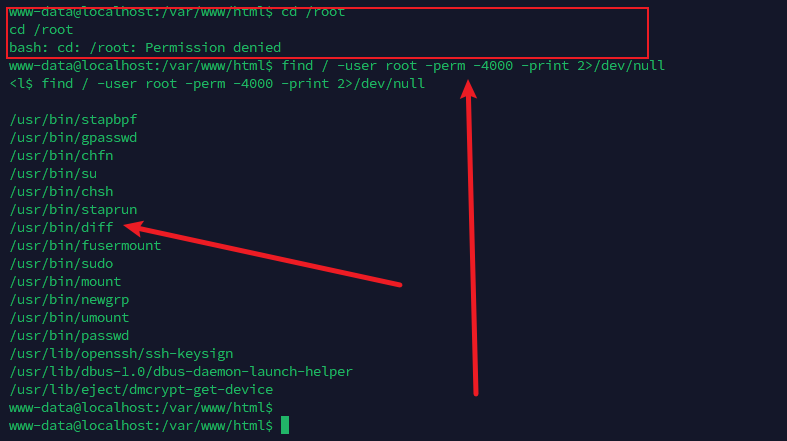 www-data@localhost:/var/www/html$ cd /root
cd /root
bash: cd: /root: Permission denied
www-data@localhost:/var/www/html$ find / -user root -perm -4000 -print 2>/dev/null
<l$ find / -user root -perm -4000 -print 2>/dev/null
/usr/bin/stapbpf
/usr/bin/gpasswd
/usr/bin/chfn
/usr/bin/su
/usr/bin/chsh
/usr/bin/staprun
/usr/bin/diff
/usr/bin/fusermount
/usr/bin/sudo
/usr/bin/mount
/usr/bin/newgrp
/usr/bin/umount
/usr/bin/passwd
/usr/lib/openssh/ssh-keysign
/usr/lib/dbus-1.0/dbus-daemon-launch-helper
/usr/lib/eject/dmcrypt-get-device
www-data@localhost:/var/www/html$
www-data@localhost:/var/www/html$